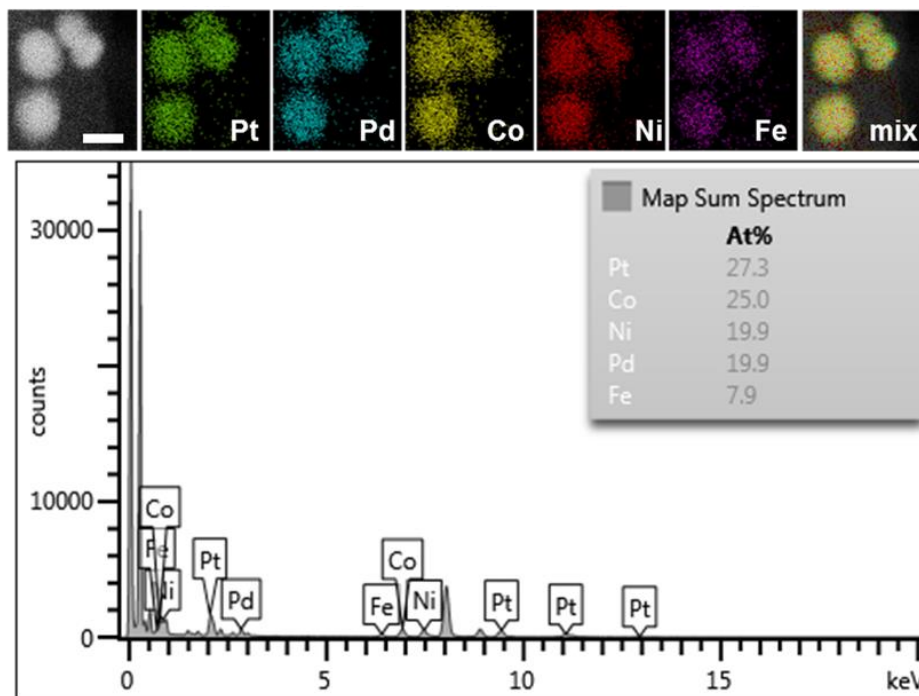 Pt Pd Co Ni Fe mix
Map Sum Spectrum
At%
Pt 27.3
Co 25.0
Ni 19.9
Pd 19.9
Fe 7.9
30000
counts
10000
0
Co
Fe
Ni
Pt
Pd
Fe
Co
Ni
Pt
Pt
Pt
0 5 10 15 keV